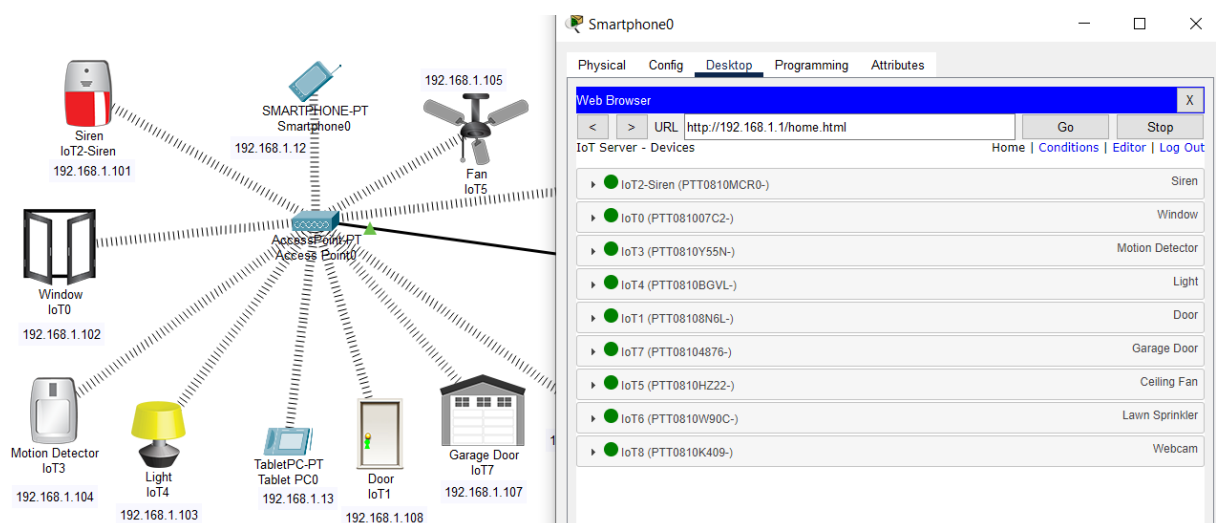 Siren
IoT2-Siren
192.168.1.101
SMARTPHONE-PT
Smartphone0
192.168.1.12
192.168.1.105
Fan
IoT5
AccessPoint-PT
Access Point0
Window
IoT0
192.168.1.102
Motion Detector
IoT3
192.168.1.104
Light
IoT4
192.168.1.103
TabletPC-PT
Tablet PC0
192.168.1.13
Door
IoT1
192.168.1.108
Garage Door
IoT7
192.168.1.107
1
Smartphone0
Physical Config Desktop Programming Attributes
Web Browser X
< > URL http://192.168.1.1/home.html Go Stop
IoT Server - Devices Home | Conditions | Editor | Log Out
IoT2-Siren (PTT0810MCR0-) Siren
IoT0 (PTT081007C2-) Window
IoT3 (PTT0810Y55N-) Motion Detector
IoT4 (PTT0810BGVL-) Light
IoT1 (PTT08108N6L-) Door
IoT7 (PTT08104876-) Garage Door
IoT5 (PTT0810HZ22-) Ceiling Fan
IoT6 (PTT0810W90C-) Lawn Sprinkler
IoT8 (PTT0810K409-) Webcam